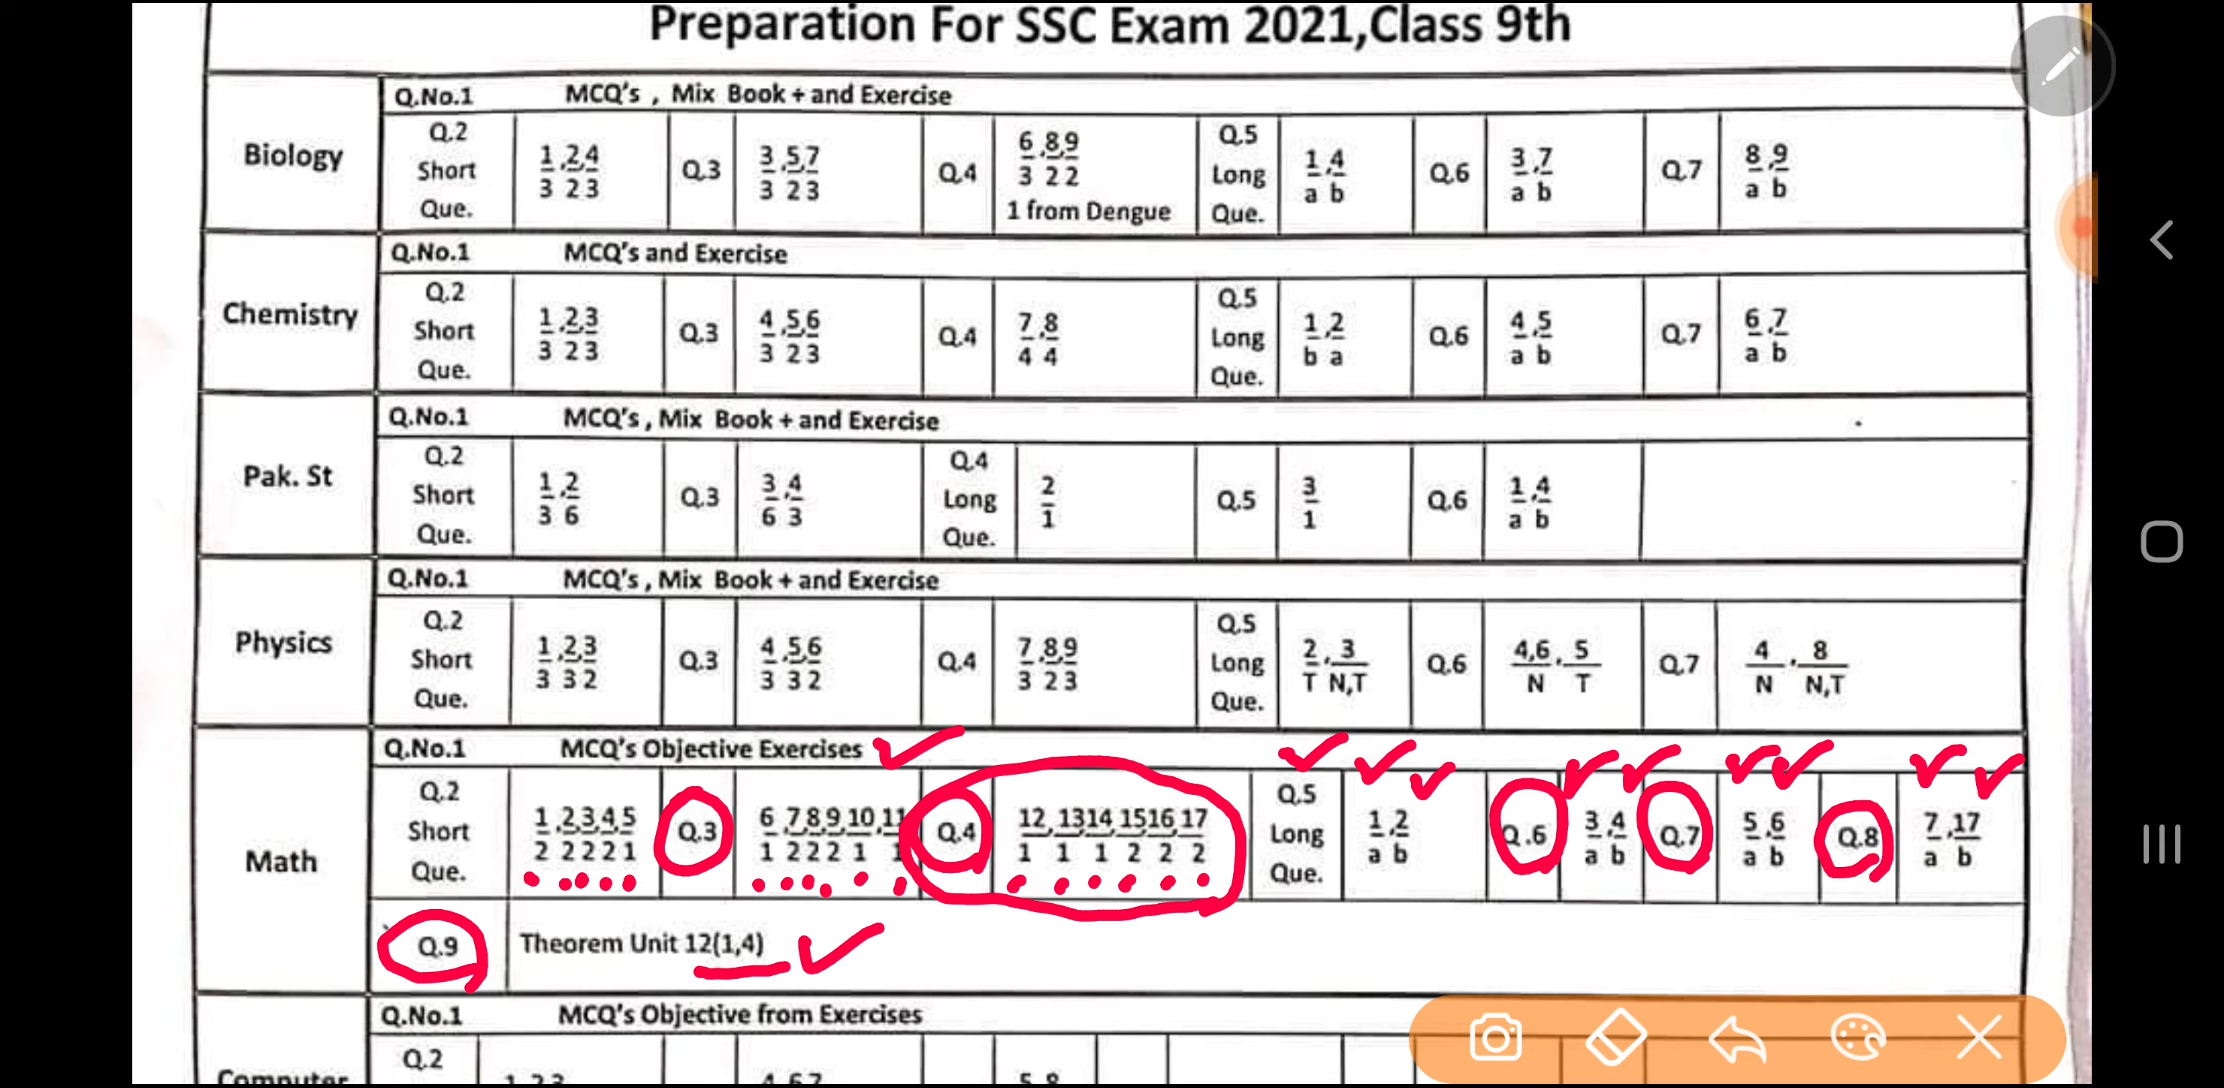 Preparation For SSC Exam 2021,Class 9th
Biology
Q.No.1 MCQ's , Mix Book + and Exercise
Q.2 Short Que.
1 2 4
3 2 3
Q.3
3 5 7
3 2 3
Q.4
6 8 9
3 2 2
1 from Dengue
Q.5 Long Que.
1 4
a b
Q.6
3 7
a b
Q.7
8 9
a b
Chemistry
Q.No.1 MCQ's and Exercise
Q.2 Short Que.
1 2 3
3 2 3
Q.3
4 5 6
3 2 3
Q.4
7 8
4 4
Q.5 Long Que.
1 2
b a
Q.6
4 5
a b
Q.7
6 7
a b
Pak. St
Q.No.1 MCQ's , Mix Book + and Exercise
Q.2 Short Que.
1 2
3 6
Q.3
3 4
6 3
Q.4 Long Que.
2
1
Q.5
3
1
Q.6
1 4
a b
Physics
Q.No.1 MCQ's , Mix Book + and Exercise
Q.2 Short Que.
1 2 3
3 3 2
Q.3
4 5 6
3 3 2
Q.4
7 8 9
3 2 3
Q.5 Long Que.
2 , 3
T N,T
Q.6
4,6 , 5
N T
Q.7
4 , 8
N N,T
Math
Q.No.1 MCQ's Objective Exercises
Q.2 Short Que.
1 2 3 4 5
2 2 2 2 1
Q.3
6 7 8 9 10 11
1 2 2 2 1 1
Q.4
12 13 14 15 16 17
1 1 1 2 2 2
Q.5 Long Que.
1 2
a b
Q.6
3 4
a b
Q.7
5 6
a b
Q.8
7 17
a b
Q.9 Theorem Unit 12(1,4)
Computer
Q.No.1 MCQ's Objective from Exercises
Q.2